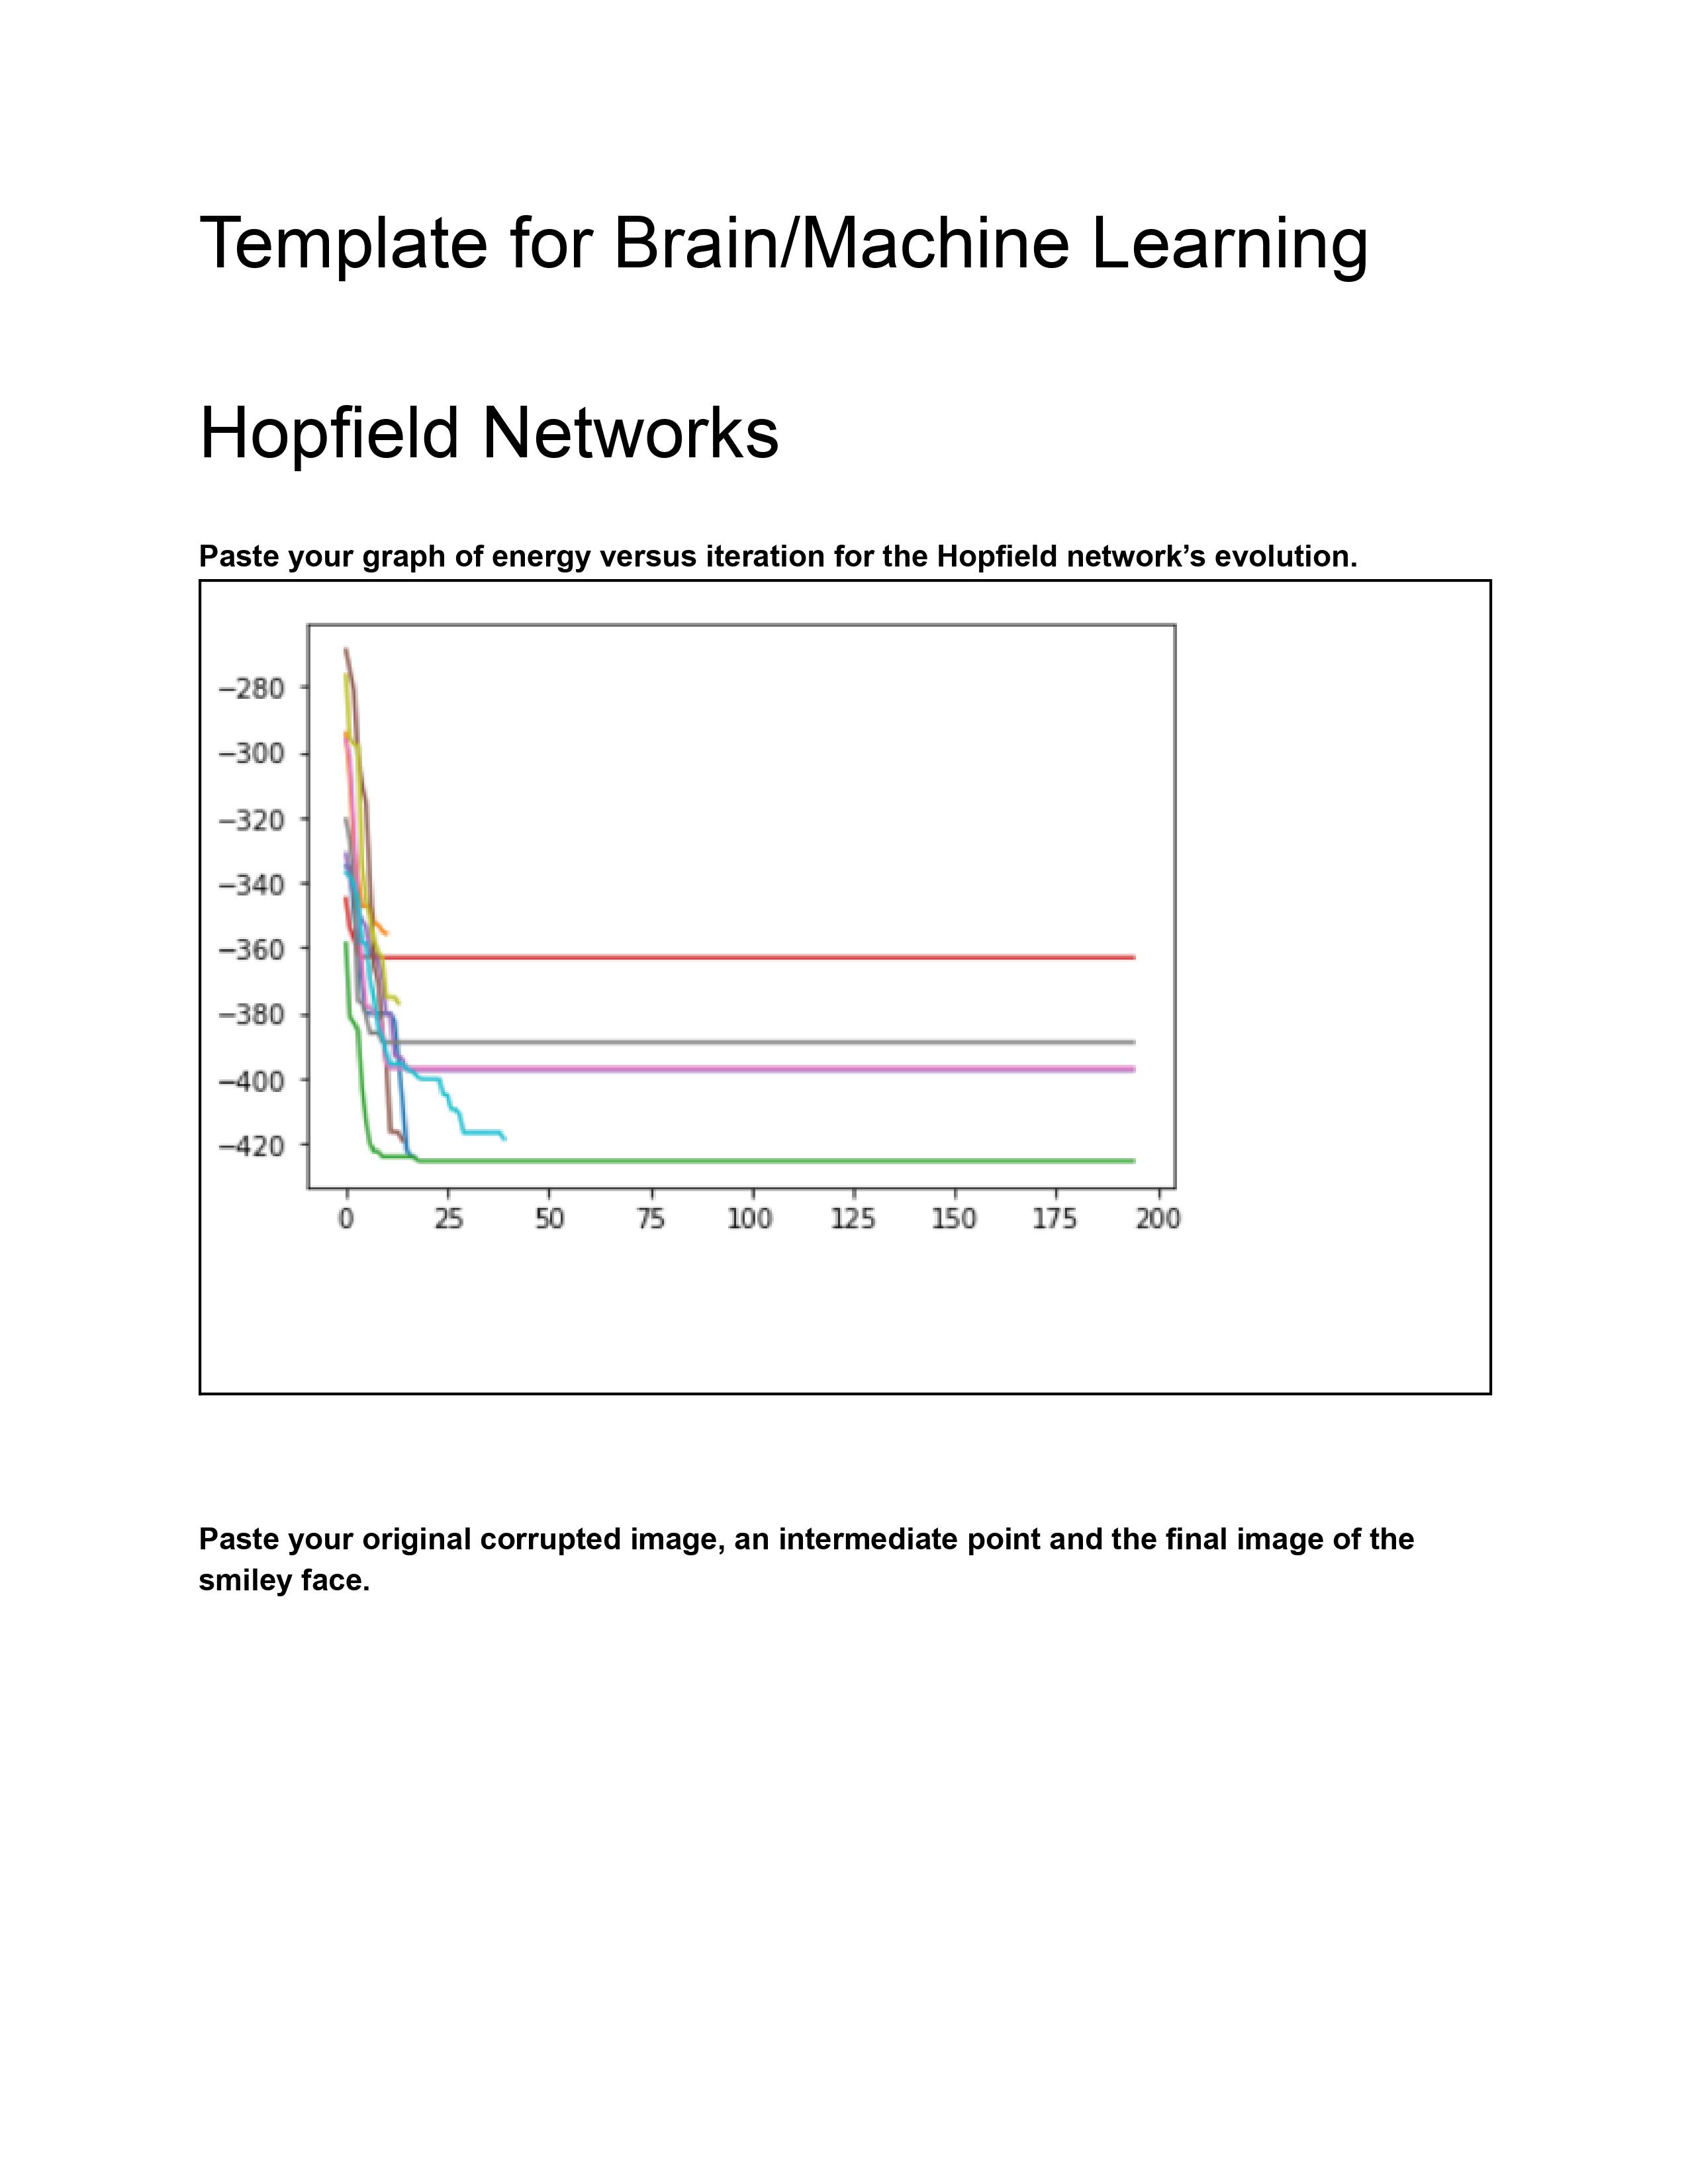 Template for Brain/Machine Learning
Hopfield Networks
Paste your graph of energy versus iteration for the Hopfield network’s evolution.
−280
−300
−320
−340
−360
−380
−400
−420
0 25 50 75 100 125 150 175 200
Paste your original corrupted image, an intermediate point and the final image of the
smiley face.